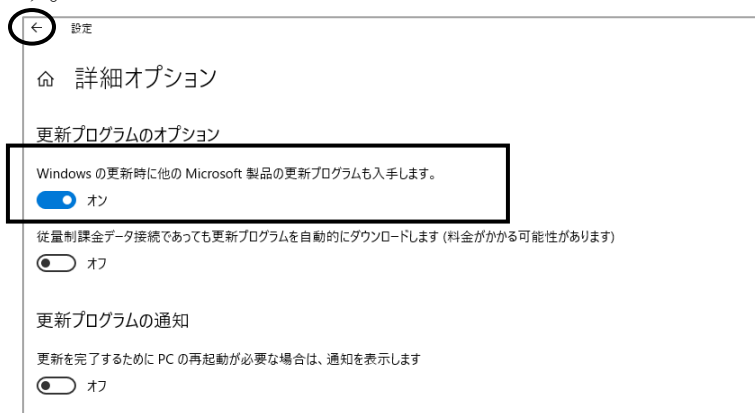 設定
詳細オプション
更新プログラムのオプション
Windows の更新時に他の Microsoft 製品の更新プログラムも入手します。
オン
従量制課金データ接続であっても更新プログラムを自動的にダウンロードします (料金がかかる可能性があります)
オフ
更新プログラムの通知
更新を完了するために PC の再起動が必要な場合は、通知を表示します
オフ